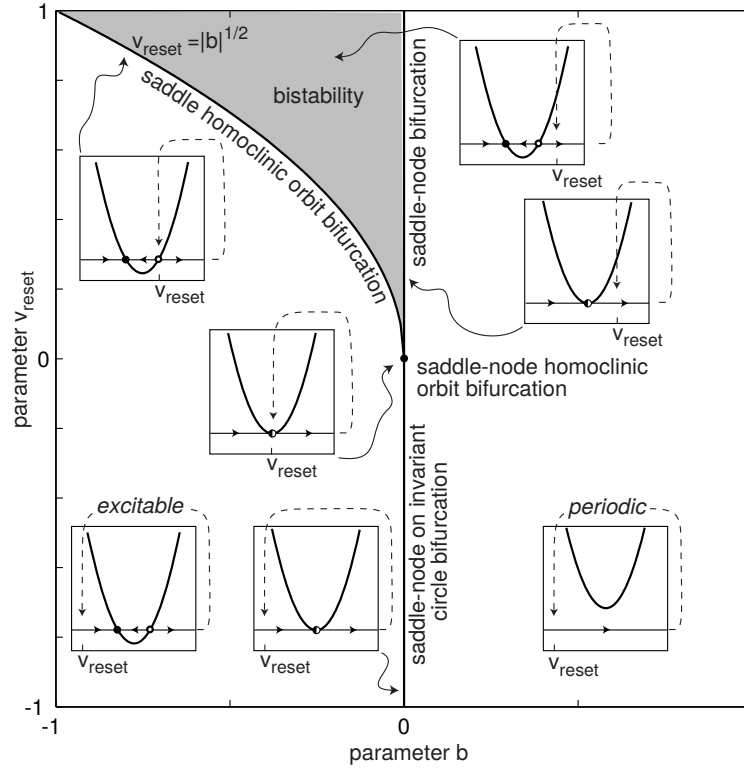 1
v_reset = |b|^1/2
saddle homoclinic orbit bifurcation
bistability
saddle-node bifurcation
v_reset
v_reset
v_reset
parameter v_reset
0
saddle-node homoclinic
orbit bifurcation
v_reset
excitable
v_reset
v_reset
saddle-node on invariant
circle bifurcation
periodic
v_reset
-1
-1
0
parameter b